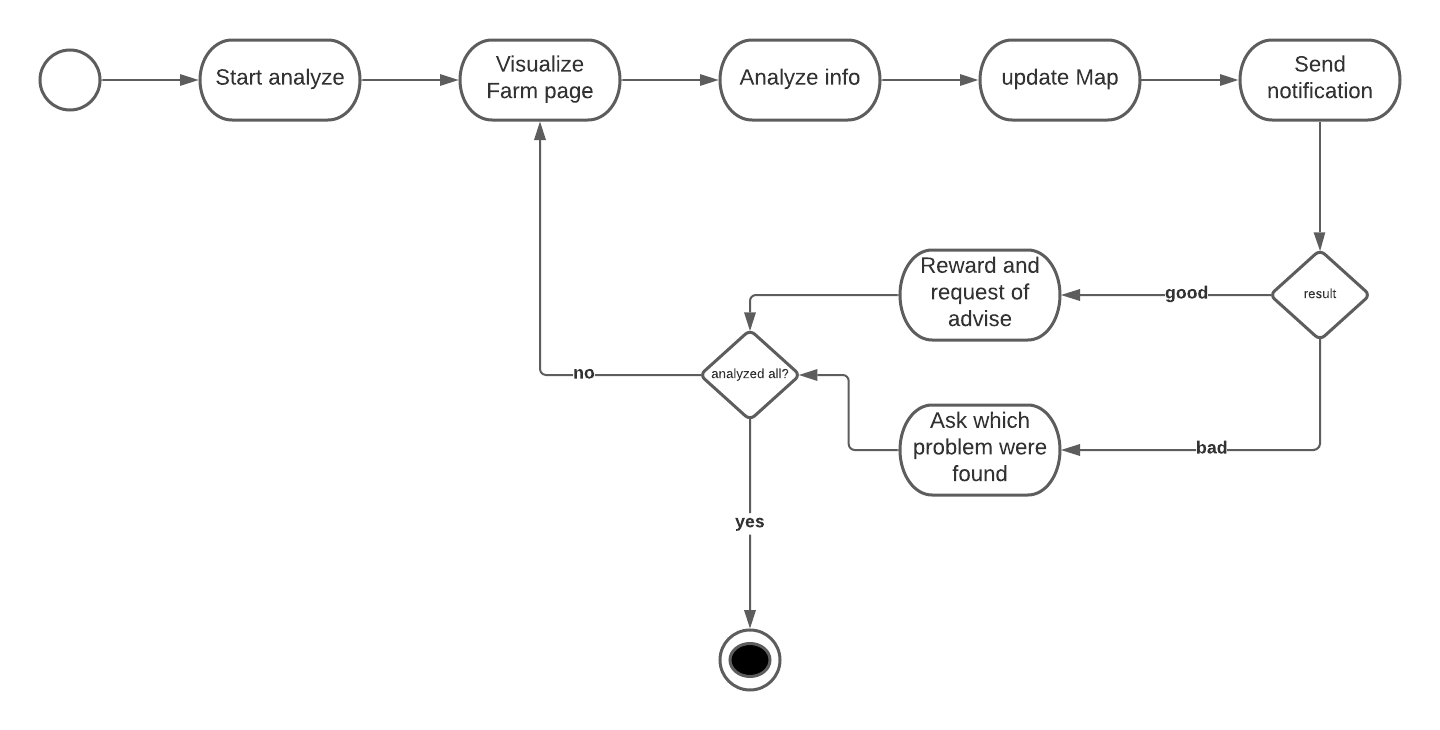 Start analyze
Visualize
Farm page
Analyze info
update Map
Send
notification
Reward and
request of
advise
good
result
no
analyzed all?
Ask which
problem were
found
bad
yes